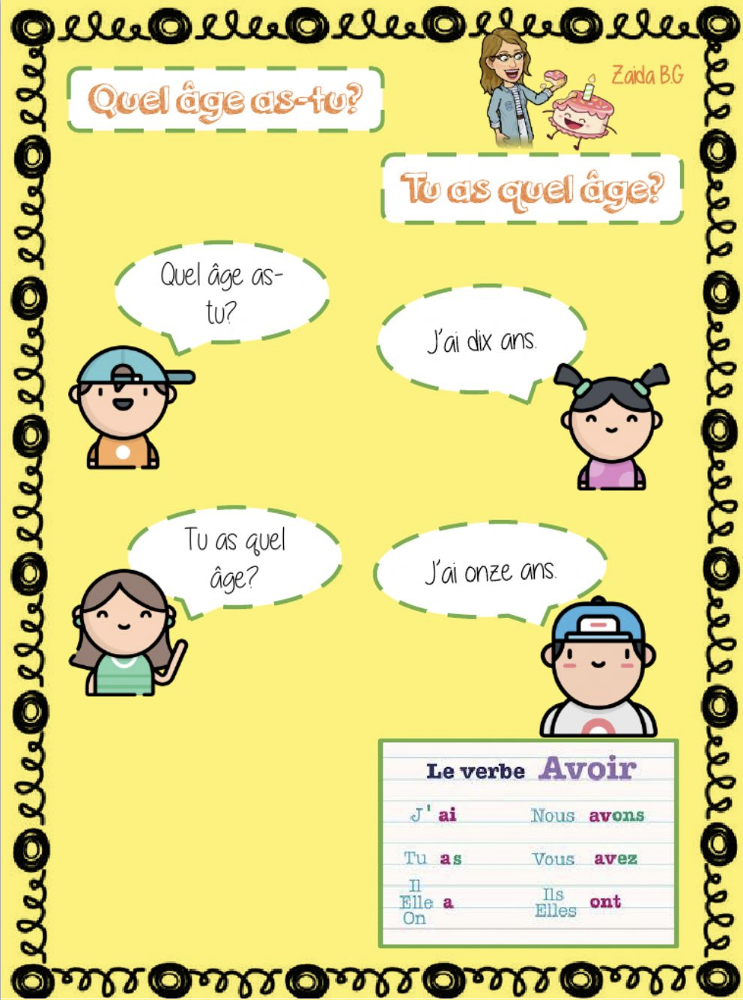 Quel âge as-tu?
Zaida B.G
Tu as quel âge?
Quel âge as-
tu?
J'ai dix ans.
Tu as quel
âge?
J'ai onze ans.
Le verbe Avoir
J' ai
Nous avons
Tu as
Vous avez
Il
Elle a
On
Ils
Elles ont